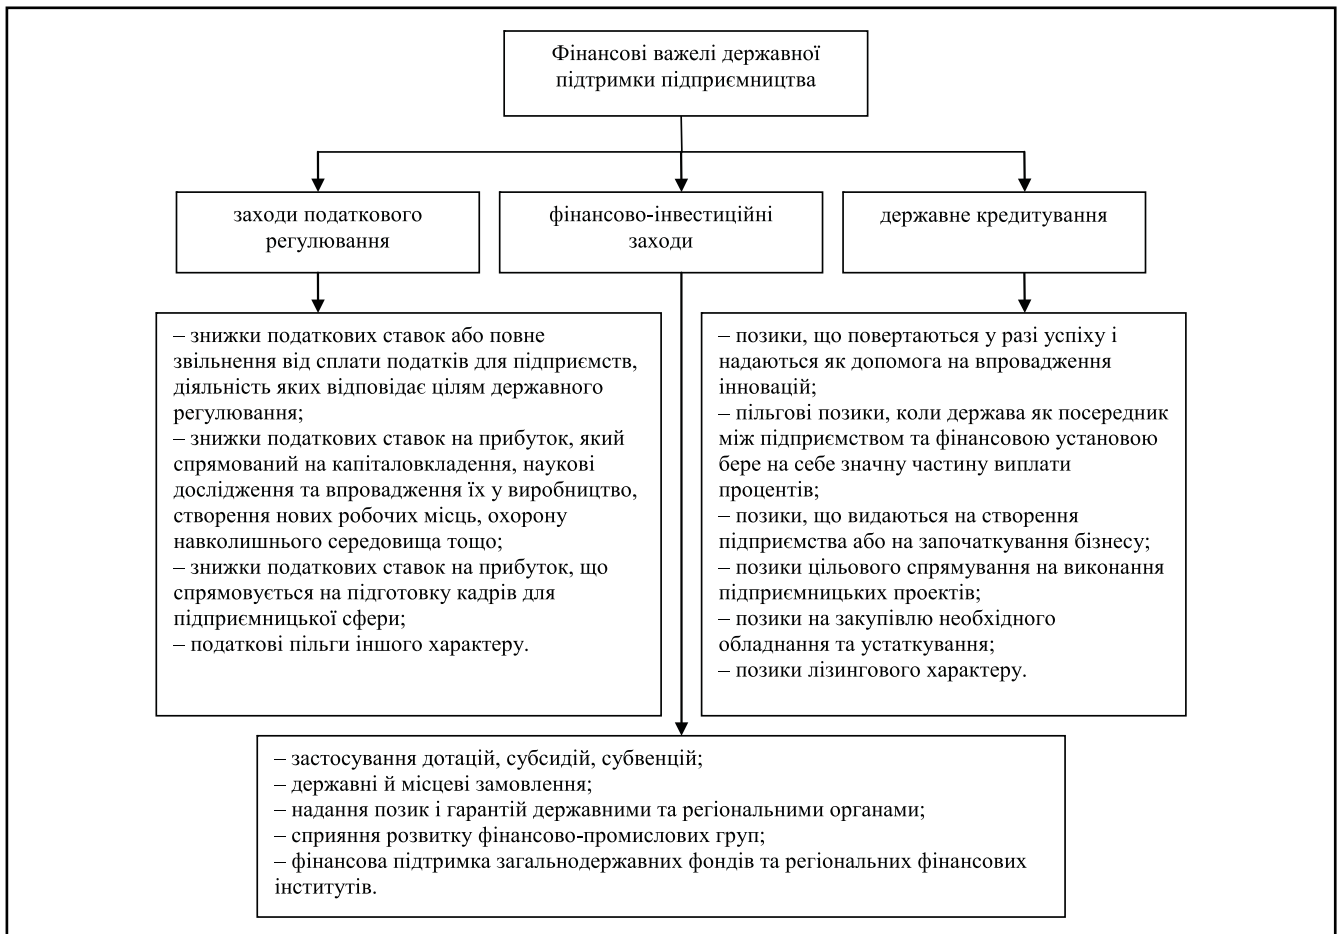 Фінансові важелі державної
підтримки підприємництва
заходи податкового
регулювання
фінансово-інвестиційні
заходи
державне кредитування
– знижки податкових ставок або повне
звільнення від сплати податків для підприємств,
діяльність яких відповідає цілям державного
регулювання;
– знижки податкових ставок на прибуток, який
спрямований на капіталовкладення, наукові
дослідження та впровадження їх у виробництво,
створення нових робочих місць, охорону
навколишнього середовища тощо;
– знижки податкових ставок на прибуток, що
спрямовується на підготовку кадрів для
підприємницької сфери;
– податкові пільги іншого характеру.
– позики, що повертаються у разі успіху і
надаються як допомога на впровадження
інновацій;
– пільгові позики, коли держава як посередник
між підприємством та фінансовою установою
бере на себе значну частину виплати
процентів;
– позики, що видаються на створення
підприємства або на започаткування бізнесу;
– позики цільового спрямування на виконання
підприємницьких проектів;
– позики на закупівлю необхідного
обладнання та устаткування;
– позики лізингового характеру.
– застосування дотацій, субсидій, субвенцій;
– державні й місцеві замовлення;
– надання позик і гарантій державними та регіональними органами;
– сприяння розвитку фінансово-промислових груп;
– фінансова підтримка загальнодержавних фондів та регіональних фінансових
інститутів.